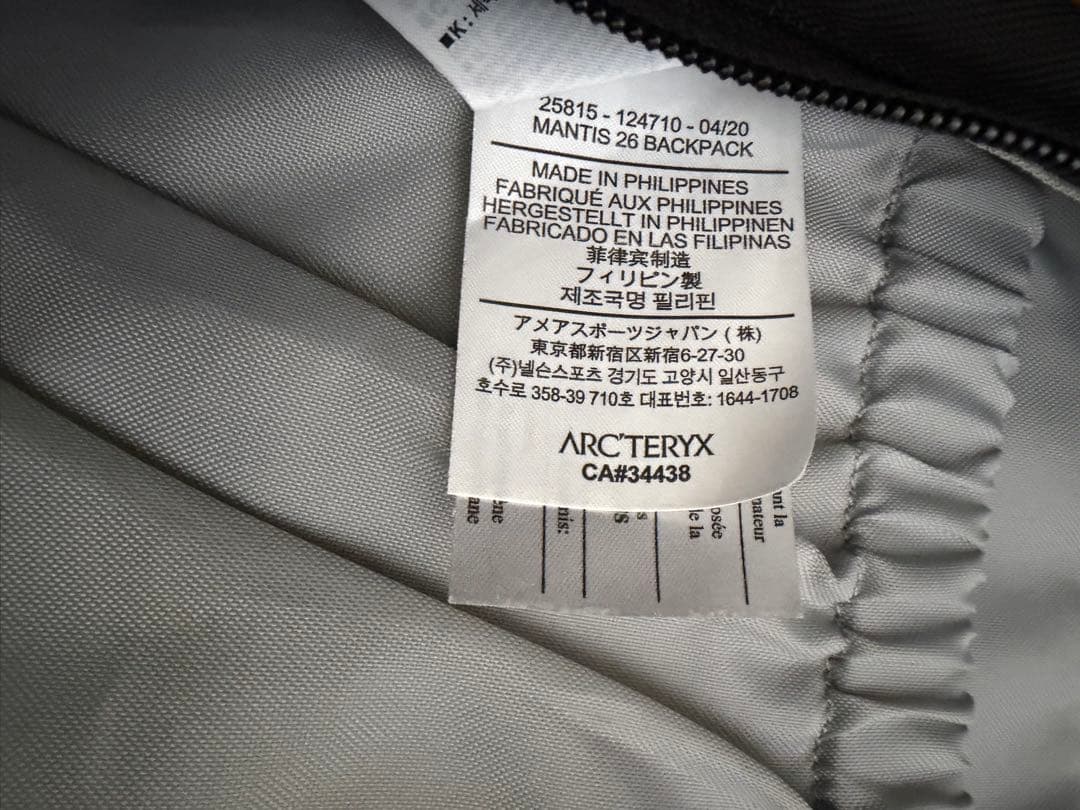 ■K:
25815 - 124710 - 04/20
MANTIS 26 BACKPACK
MADE IN PHILIPPINES
FABRIQUÉ AUX PHILIPPINES
HERGESTELLT IN PHILIPPINEN
FABRICADO EN LAS FILIPINAS
菲律宾制造
フィリピン製
제조국명 필리핀
アメアスポーツジャパン (株)
東京都新宿区新宿6-27-30
(주)넬슨스포츠 경기도 고양시 일산동구
호수로 358-39 710호 대표번호: 1644-1708
ARC'TERYX
CA#34438
la
de la